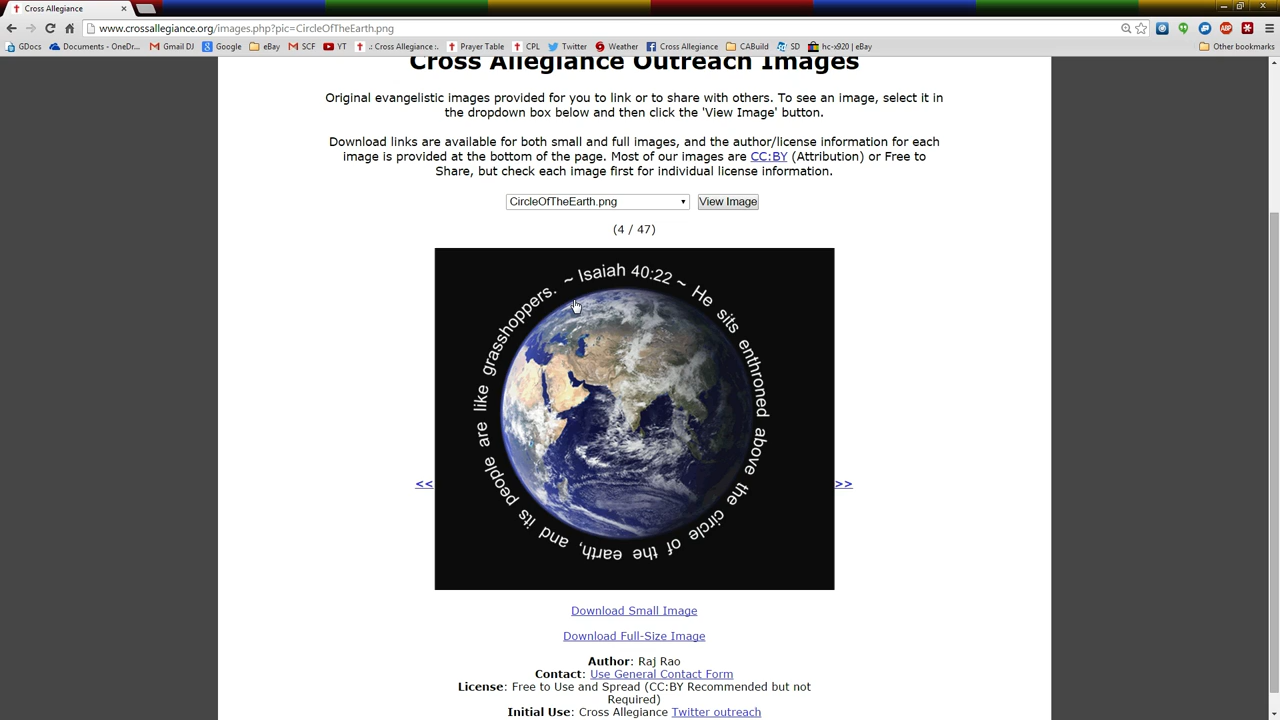 Cross Allegiance
www.crossallegiance.org/images.php?pic=CircleOfTheEarth.png
GDocs Documents - OneDr... Gmail DJ Google eBay SCF YT .: Cross Allegiance :. Prayer Table CPL Twitter Weather Cross Allegiance CABuild SD hc-x920 | eBay Other bookmarks
Cross Allegiance Outreach Images
Original evangelistic images provided for you to link or to share with others. To see an image, select it in
the dropdown box below and then click the 'View Image' button.
Download links are available for both small and full images, and the author/license information for each
image is provided at the bottom of the page. Most of our images are CC:BY (Attribution) or Free to
Share, but check each image first for individual license information.
CircleOfTheEarth.png View Image
(4 / 47)
~ Isaiah 40:22 ~ He sits enthroned above the circle of the earth, and its people are like grasshoppers.
<< >>
Download Small Image
Download Full-Size Image
Author: Raj Rao
Contact: Use General Contact Form
License: Free to Use and Spread (CC:BY Recommended but not
Required)
Initial Use: Cross Allegiance Twitter outreach